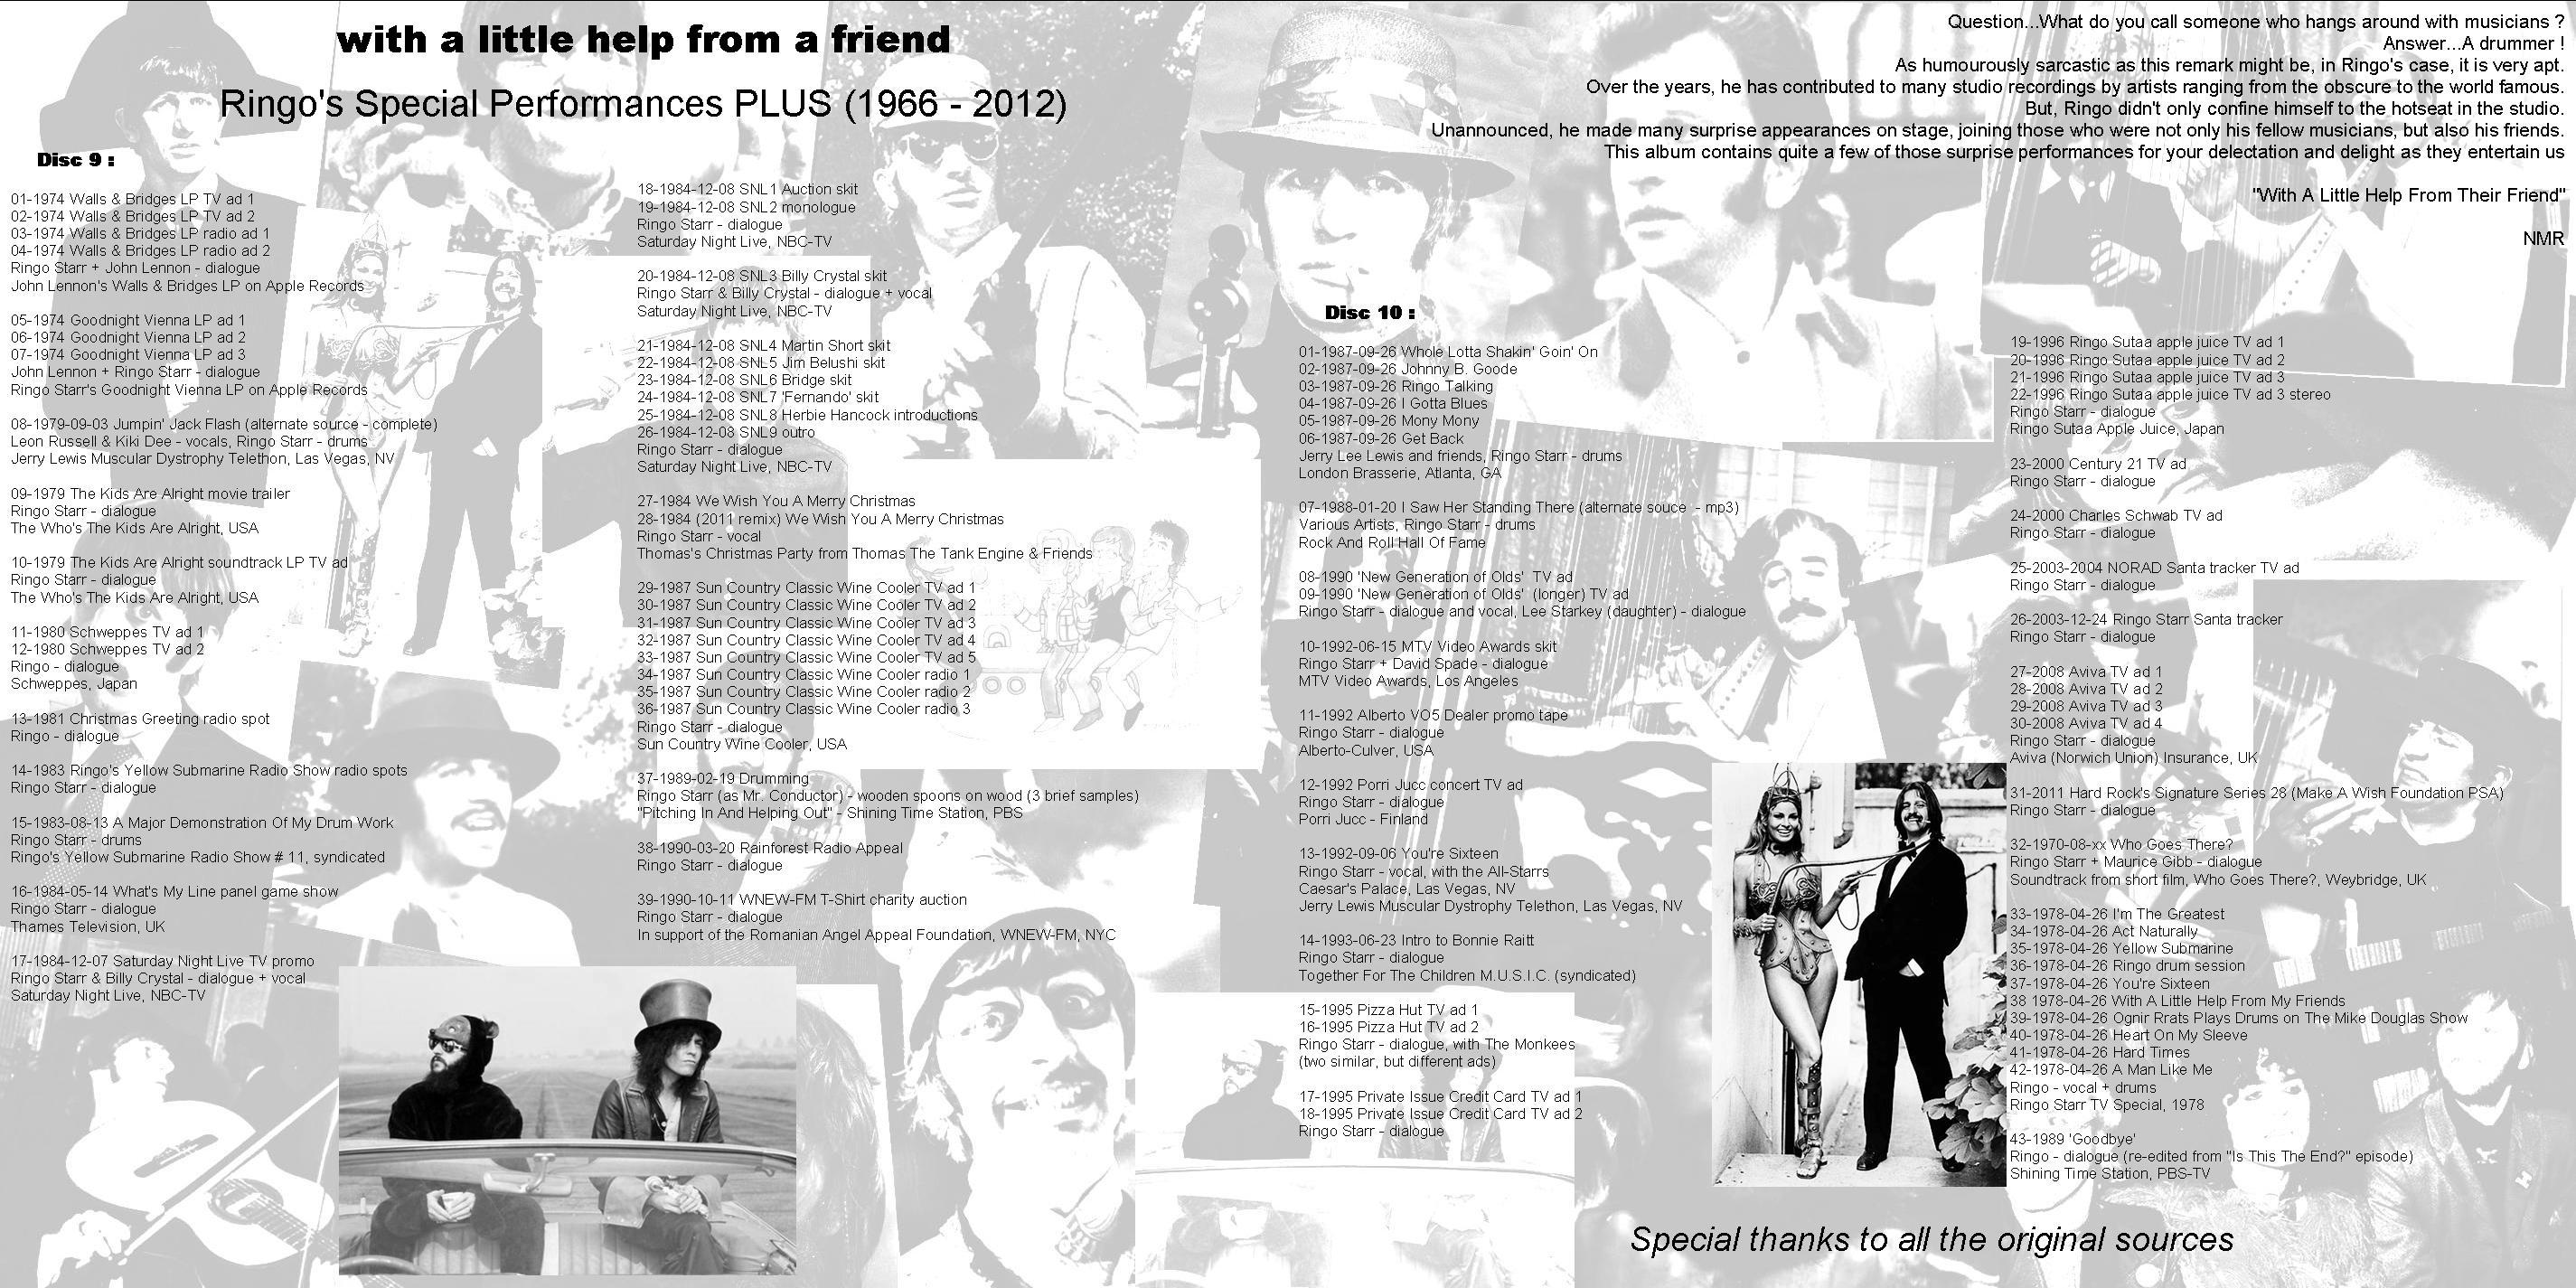 with a little help from a friend
Ringo's Special Performances PLUS (1966 - 2012)
Disc 9 :
01-1974 Walls & Bridges LP TV ad 1
02-1974 Walls & Bridges LP TV ad 2
03-1974 Walls & Bridges LP radio ad 1
04-1974 Walls & Bridges LP radio ad 2
Ringo Starr + John Lennon - dialogue
John Lennon's Walls & Bridges LP on Apple Records
05-1974 Goodnight Vienna LP ad 1
06-1974 Goodnight Vienna LP ad 2
07-1974 Goodnight Vienna LP ad 3
John Lennon + Ringo Starr - dialogue
Ringo Starr's Goodnight Vienna LP on Apple Records
08-1979-09-03 Jumpin' Jack Flash (alternate source - complete)
Leon Russell & Kiki Dee - vocals, Ringo Starr - drums
Jerry Lewis Muscular Dystrophy Telethon, Las Vegas, NV
09-1979 The Kids Are Alright movie trailer
Ringo Starr - dialogue
The Who's The Kids Are Alright, USA
10-1979 The Kids Are Alright soundtrack LP TV ad
Ringo Starr - dialogue
The Who's The Kids Are Alright, USA
11-1980 Schweppes TV ad 1
12-1980 Schweppes TV ad 2
Ringo - dialogue
Schweppes, Japan
13-1981 Christmas Greeting radio spot
Ringo - dialogue
14-1983 Ringo's Yellow Submarine Radio Show radio spots
Ringo Starr - dialogue
15-1983-08-13 A Major Demonstration Of My Drum Work
Ringo Starr - drums
Ringo's Yellow Submarine Radio Show # 11, syndicated
16-1984-05-14 What's My Line panel game show
Ringo Starr - dialogue
Thames Television, UK
17-1984-12-07 Saturday Night Live TV promo
Ringo Starr & Billy Crystal - dialogue + vocal
Saturday Night Live, NBC-TV
18-1984-12-08 SNL1 Auction skit
19-1984-12-08 SNL2 monologue
Ringo Starr - dialogue
Saturday Night Live, NBC-TV
20-1984-12-08 SNL3 Billy Crystal skit
Ringo Starr & Billy Crystal - dialogue + vocal
Saturday Night Live, NBC-TV
21-1984-12-08 SNL4 Martin Short skit
22-1984-12-08 SNL5 Jim Belushi skit
23-1984-12-08 SNL6 Bridge skit
24-1984-12-08 SNL7 'Fernando' skit
25-1984-12-08 SNL8 Herbie Hancock introductions
26-1984-12-08 SNL9 outro
Ringo Starr - dialogue
Saturday Night Live, NBC-TV
27-1984 We Wish You A Merry Christmas
28-1984 (2011 remix) We Wish You A Merry Christmas
Ringo Starr - vocal
Thomas's Christmas Party from Thomas The Tank Engine & Friends
29-1987 Sun Country Classic Wine Cooler TV ad 1
30-1987 Sun Country Classic Wine Cooler TV ad 2
31-1987 Sun Country Classic Wine Cooler TV ad 3
32-1987 Sun Country Classic Wine Cooler TV ad 4
33-1987 Sun Country Classic Wine Cooler TV ad 5
34-1987 Sun Country Classic Wine Cooler radio 1
35-1987 Sun Country Classic Wine Cooler radio 2
36-1987 Sun Country Classic Wine Cooler radio 3
Ringo Starr - dialogue
Sun Country Wine Cooler, USA
37-1989-02-19 Drumming
Ringo Starr (as Mr. Conductor) - wooden spoons on wood (3 brief samples)
"Pitching In And Helping Out" - Shining Time Station, PBS
38-1990-03-20 Rainforest Radio Appeal
Ringo Starr - dialogue
39-1990-10-11 WNEW-FM T-Shirt charity auction
Ringo Starr - dialogue
In support of the Romanian Angel Appeal Foundation, WNEW-FM, NYC
Question...What do you call someone who hangs around with musicians ?
Answer...A drummer !
As humourously sarcastic as this remark might be, in Ringo's case, it is very apt.
Over the years, he has contributed to many studio recordings by artists ranging from the obscure to the world famous.
But, Ringo didn't only confine himself to the hotseat in the studio.
Unannounced, he made many surprise appearances on stage, joining those who were not only his fellow musicians, but also his friends.
This album contains quite a few of those surprise performances for your delectation and delight as they entertain us
"With A Little Help From Their Friend"
NMR
Disc 10 :
01-1987-09-26 Whole Lotta Shakin' Goin' On
02-1987-09-26 Johnny B. Goode
03-1987-09-26 Ringo Talking
04-1987-09-26 I Gotta Blues
05-1987-09-26 Mony Mony
06-1987-09-26 Get Back
Jerry Lee Lewis and friends, Ringo Starr - drums
London Brasserie, Atlanta, GA
07-1988-01-20 I Saw Her Standing There (alternate souce - mp3)
Various Artists, Ringo Starr - drums
Rock And Roll Hall Of Fame
08-1990 'New Generation of Olds' TV ad
09-1990 'New Generation of Olds' (longer) TV ad
Ringo Starr - dialogue and vocal, Lee Starkey (daughter) - dialogue
10-1992-06-15 MTV Video Awards skit
Ringo Starr + David Spade - dialogue
MTV Video Awards, Los Angeles
11-1992 Alberto VO5 Dealer promo tape
Ringo Starr - dialogue
Alberto-Culver, USA
12-1992 Porri Jucc concert TV ad
Ringo Starr - dialogue
Porri Jucc - Finland
13-1992-09-06 You're Sixteen
Ringo Starr - vocal, with the All-Starrs
Caesar's Palace, Las Vegas, NV
Jerry Lewis Muscular Dystrophy Telethon, Las Vegas, NV
14-1993-06-23 Intro to Bonnie Raitt
Ringo Starr - dialogue
Together For The Children M.U.S.I.C. (syndicated)
15-1995 Pizza Hut TV ad 1
16-1995 Pizza Hut TV ad 2
Ringo Starr - dialogue, with The Monkees
(two similar, but different ads)
17-1995 Private Issue Credit Card TV ad 1
18-1995 Private Issue Credit Card TV ad 2
Ringo Starr - dialogue
19-1996 Ringo Sutaa apple juice TV ad 1
20-1996 Ringo Sutaa apple juice TV ad 2
21-1996 Ringo Sutaa apple juice TV ad 3
22-1996 Ringo Sutaa apple juice TV ad 3 stereo
Ringo Starr - dialogue
Ringo Sutaa Apple Juice, Japan
23-2000 Century 21 TV ad
Ringo Starr - dialogue
24-2000 Charles Schwab TV ad
Ringo Starr - dialogue
25-2003-2004 NORAD Santa tracker TV ad
Ringo Starr - dialogue
26-2003-12-24 Ringo Starr Santa tracker
Ringo Starr - dialogue
27-2008 Aviva TV ad 1
28-2008 Aviva TV ad 2
29-2008 Aviva TV ad 3
30-2008 Aviva TV ad 4
Ringo Starr - dialogue
Aviva (Norwich Union) Insurance, UK
31-2011 Hard Rock's Signature Series 28 (Make A Wish Foundation PSA)
Ringo Starr - dialogue
32-1970-08-xx Who Goes There?
Ringo Starr + Maurice Gibb - dialogue
Soundtrack from short film, Who Goes There?, Weybridge, UK
33-1978-04-26 I'm The Greatest
34-1978-04-26 Act Naturally
35-1978-04-26 Yellow Submarine
36-1978-04-26 Ringo drum session
37-1978-04-26 You're Sixteen
38 1978-04-26 With A Little Help From My Friends
39-1978-04-26 Ognir Rrats Plays Drums on The Mike Douglas Show
40-1978-04-26 Heart On My Sleeve
41-1978-04-26 Hard Times
42-1978-04-26 A Man Like Me
Ringo - vocal + drums
Ringo Starr TV Special, 1978
43-1989 'Goodbye'
Ringo - dialogue (re-edited from "Is This The End?" episode)
Shining Time Station, PBS-TV
Special thanks to all the original sources